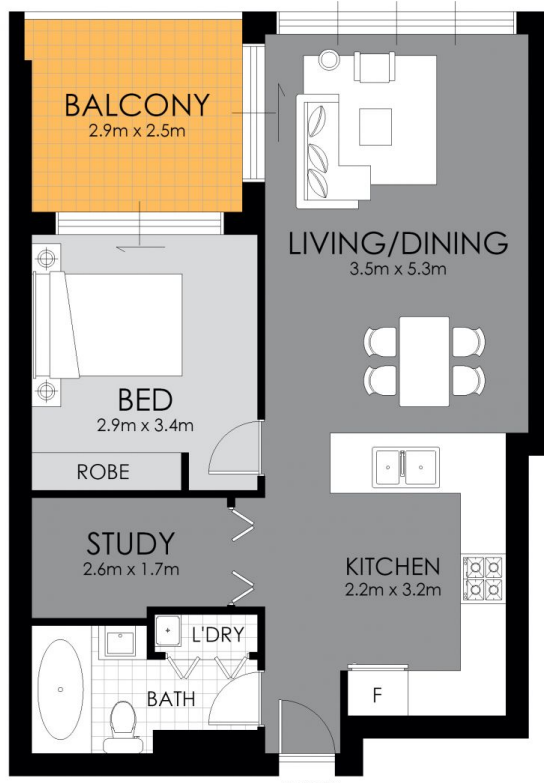 BALCONY
2.9m x 2.5m
LIVING/DINING
3.5m x 5.3m
BED
2.9m x 3.4m
ROBE
STUDY
2.6m x 1.7m
KITCHEN
2.2m x 3.2m
L'DRY
BATH
F